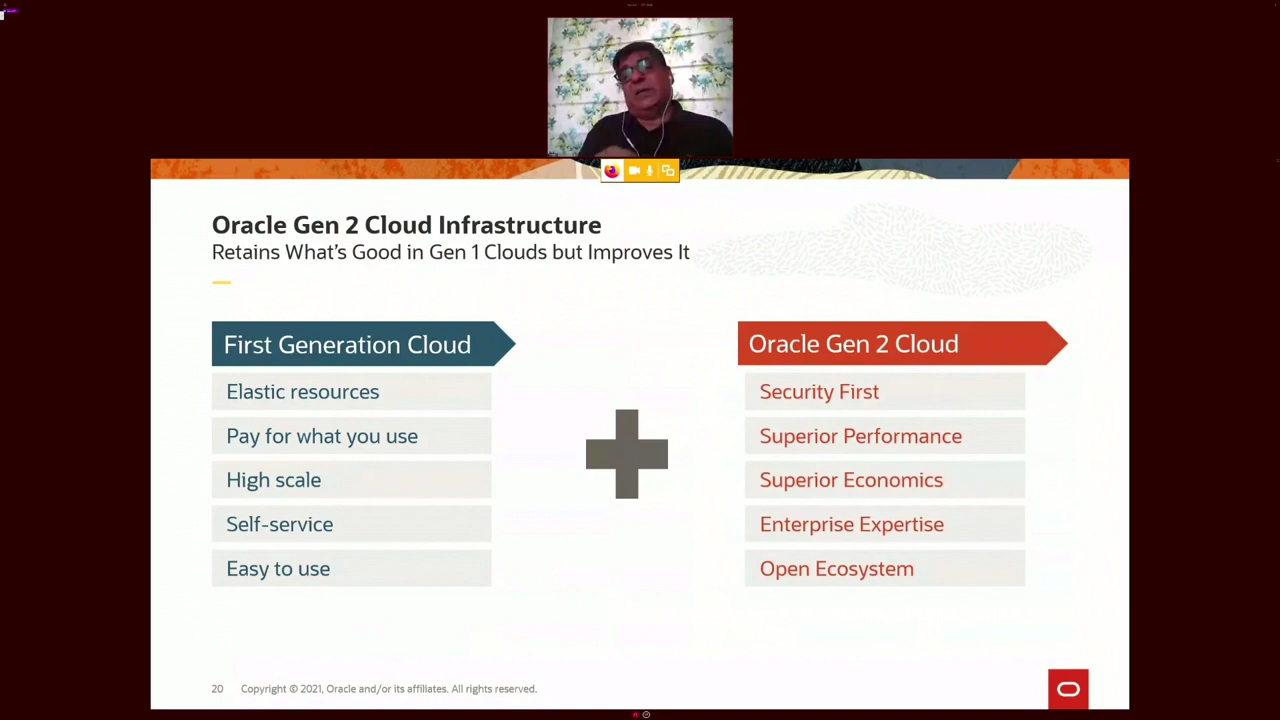 Oracle Gen 2 Cloud Infrastructure
Retains What's Good in Gen 1 Clouds but Improves It
First Generation Cloud
Elastic resources
Pay for what you use
High scale
Self-service
Easy to use
Oracle Gen 2 Cloud
Security First
Superior Performance
Superior Economics
Enterprise Expertise
Open Ecosystem
20 Copyright © 2021, Oracle and/or its affiliates. All rights reserved.